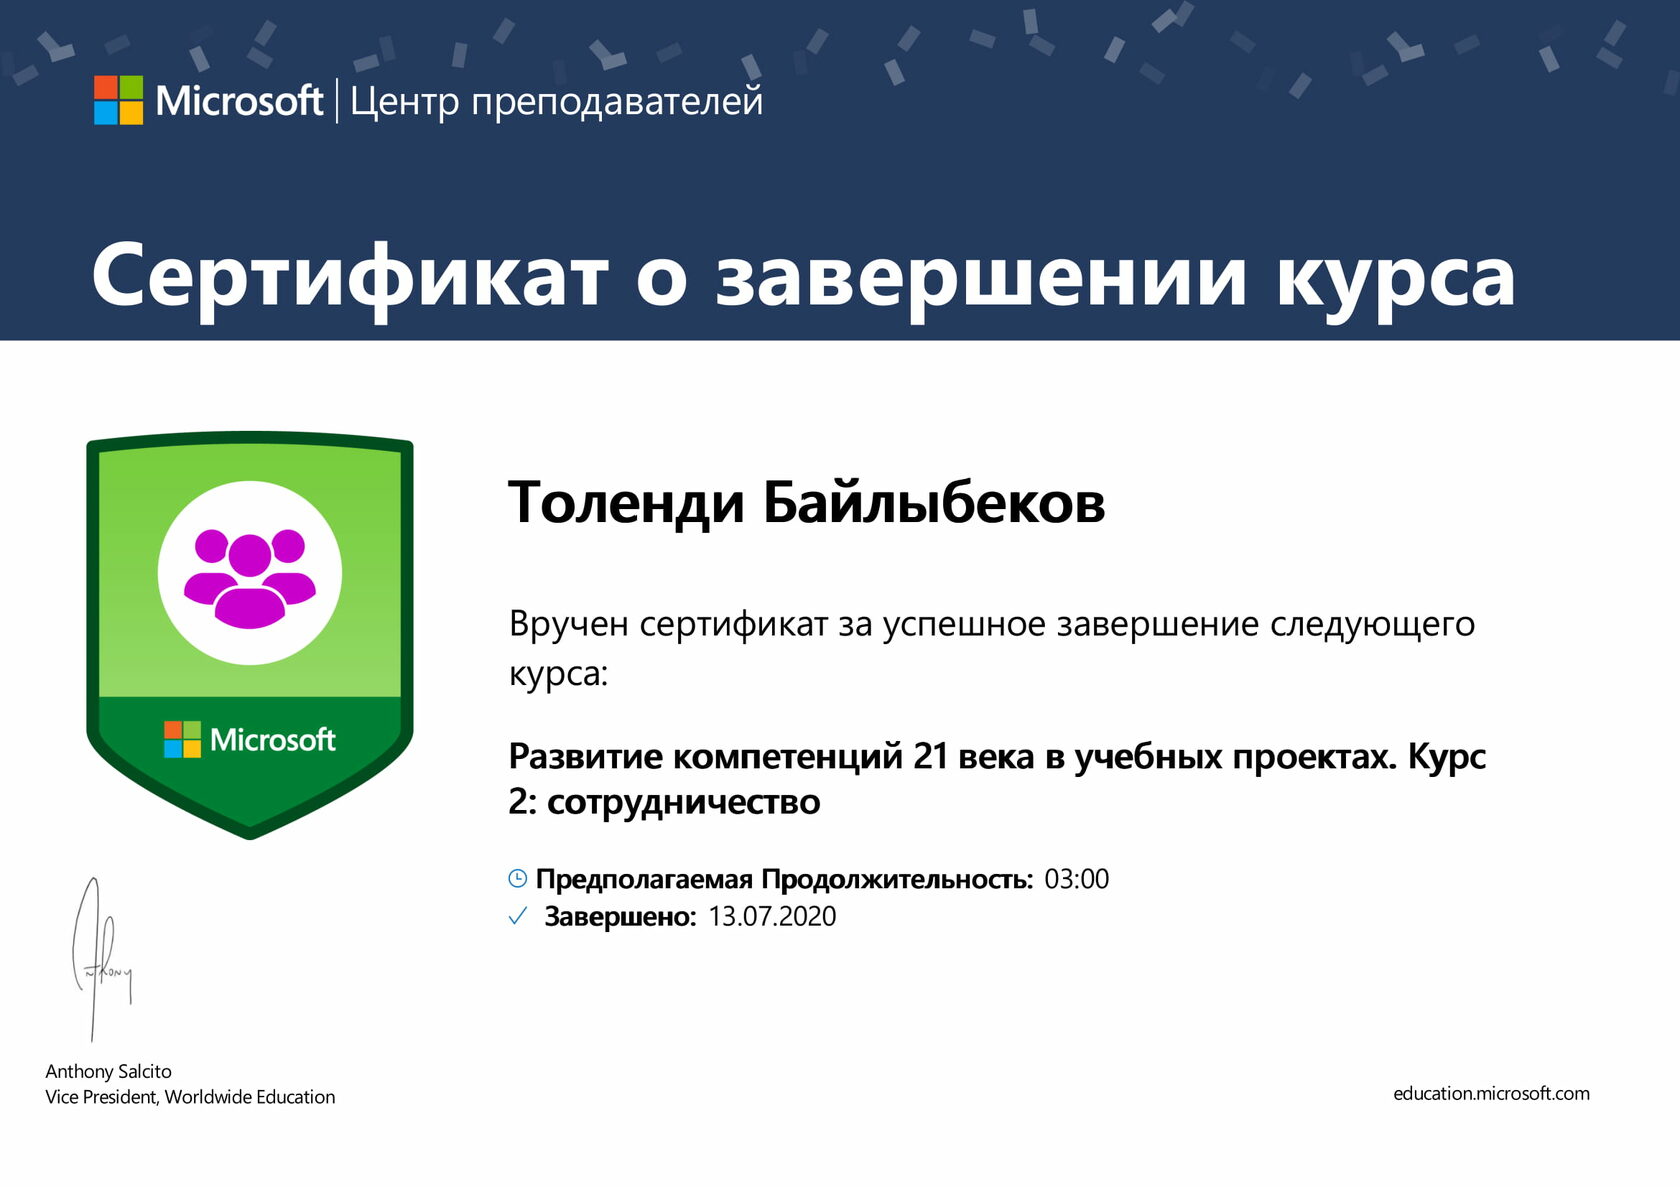 Microsoft | Центр преподавателей
Сертификат о завершении курса
Microsoft
Толенди Байлыбеков
Вручен сертификат за успешное завершение следующего
курса:
Развитие компетенций 21 века в учебных проектах. Курс
2: сотрудничество
Предполагаемая Продолжительность: 03:00
Завершено: 13.07.2020
Anthony
Anthony Salcito
Vice President, Worldwide Education
education.microsoft.com